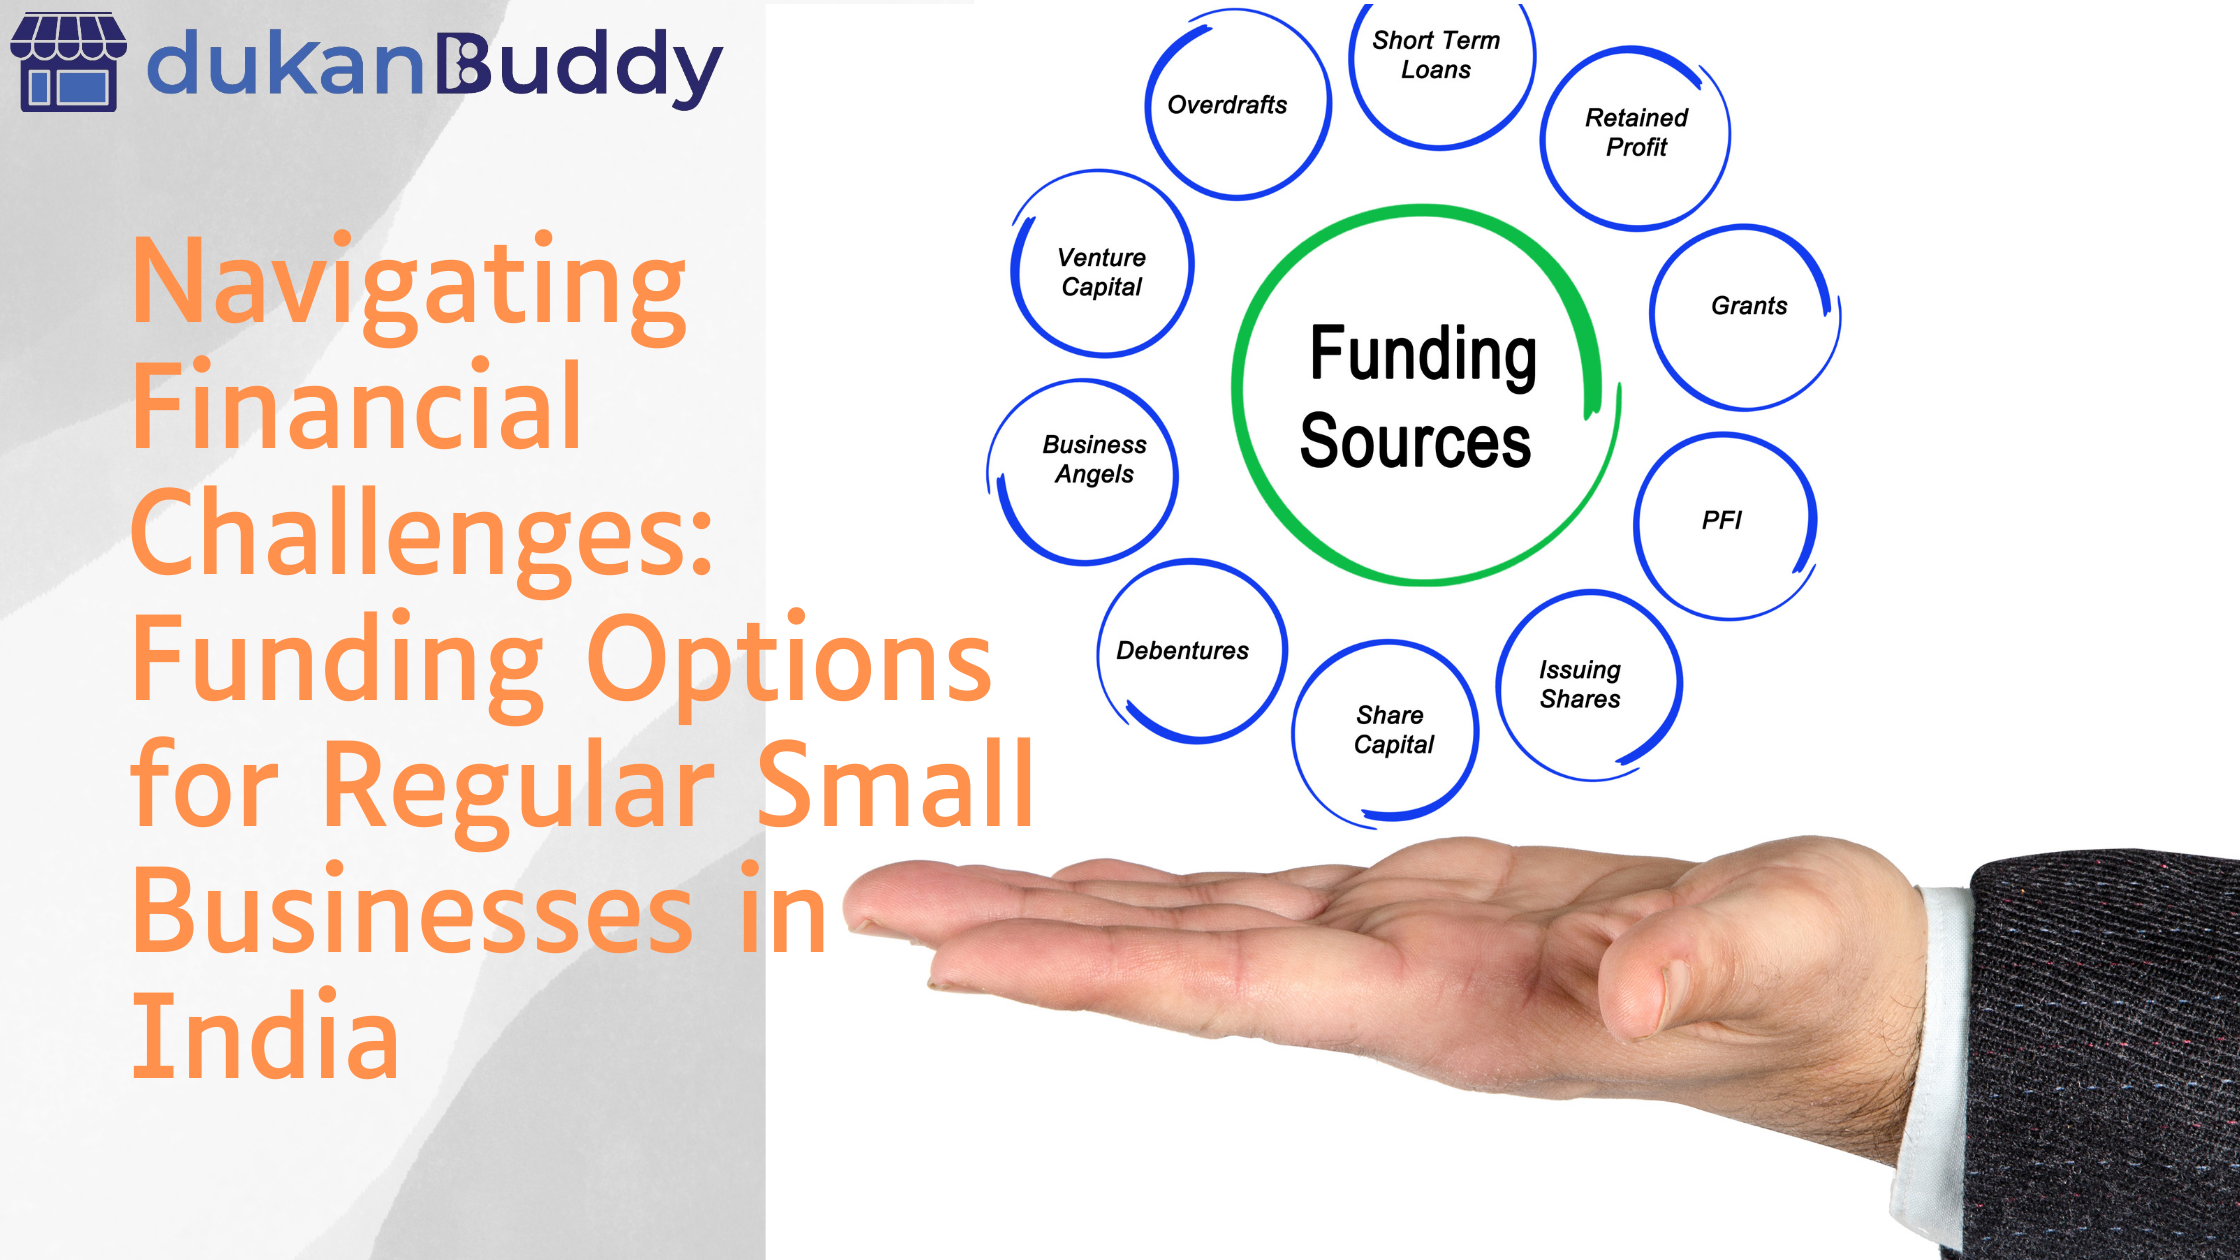 dukanBuddy
Navigating
Financial
Challenges:
Funding Options
for Regular Small
Businesses in
India
Funding
Sources
Short Term
Loans
Retained
Profit
Grants
PFI
Issuing
Shares
Share
Capital
Debentures
Business
Angels
Venture
Capital
Overdrafts